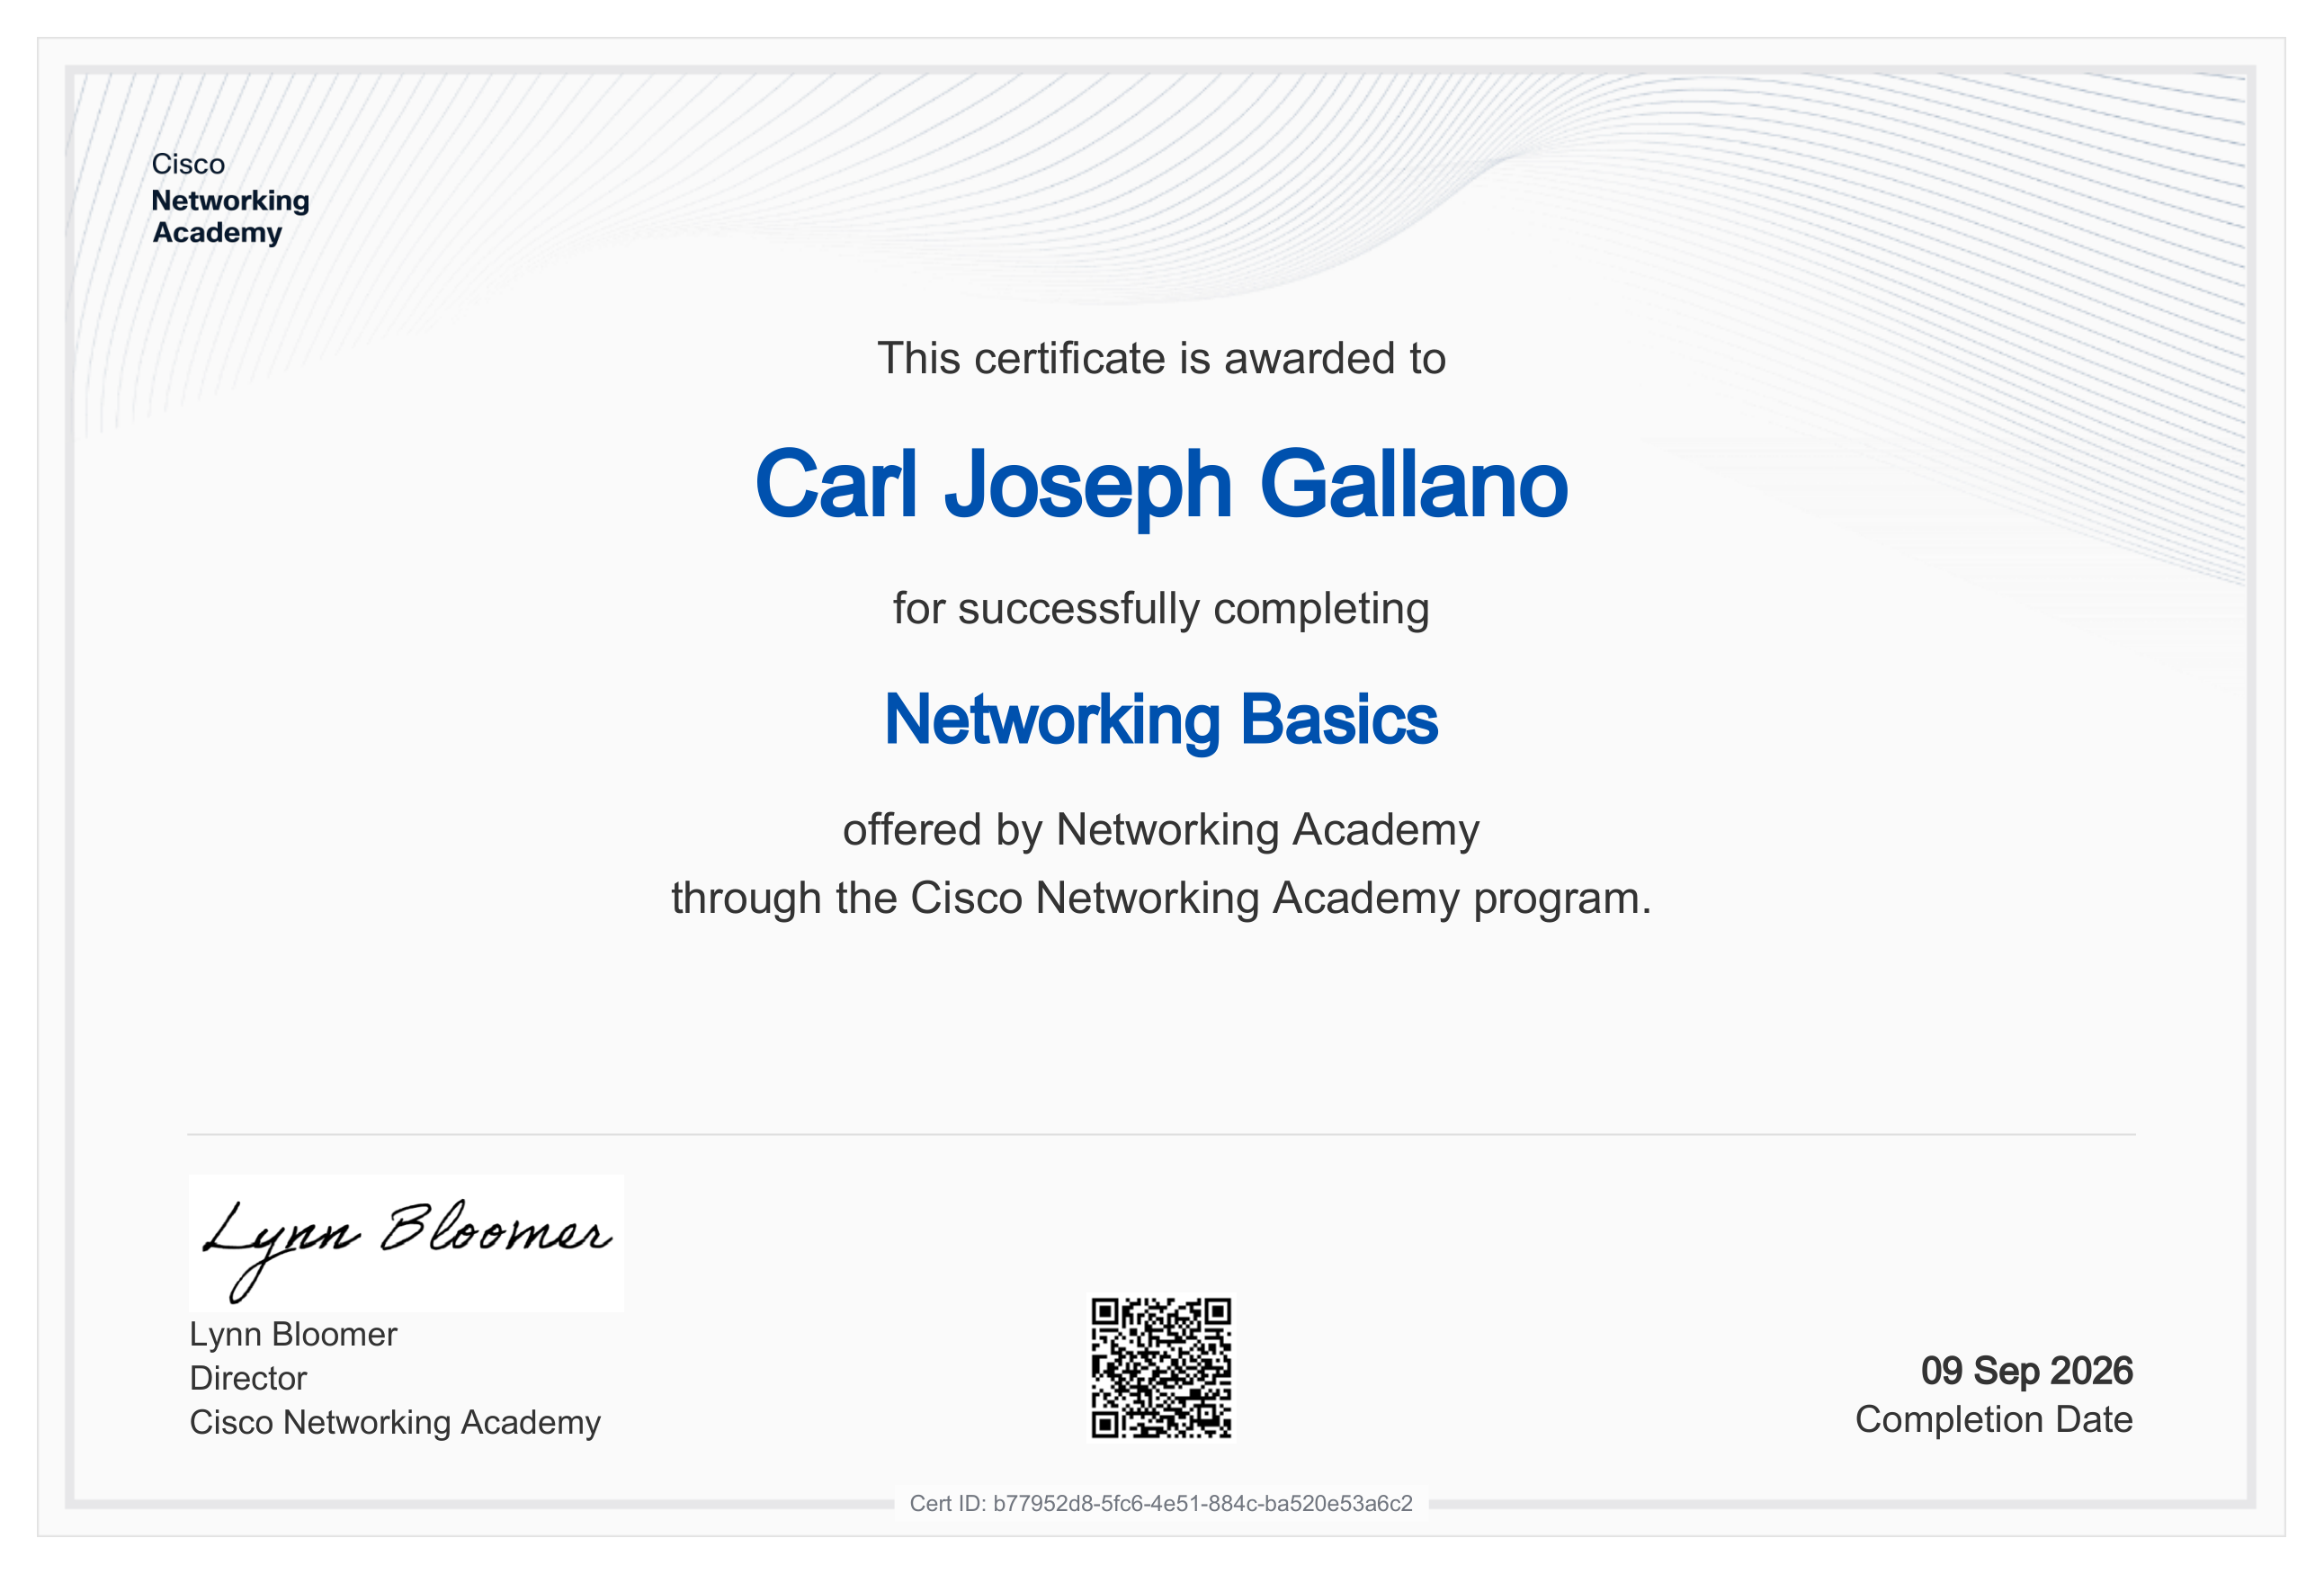 Cisco
Networking
Academy
This certificate is awarded to
Carl Joseph Gallano
for successfully completing
Networking Basics
offered by Networking Academy
through the Cisco Networking Academy program.
Lynn Bloomer
Lynn Bloomer
Director
Cisco Networking Academy
09 Sep 2026
Completion Date
Cert ID: b77952d8-5fc6-4e51-884c-ba520e53a6c2